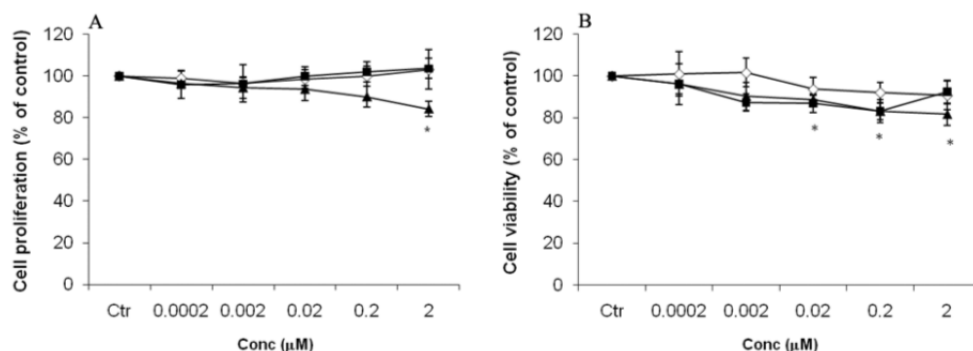 A
Cell proliferation (% of control)
120
100
80
60
40
20
0
*
Ctr 0.0002 0.002 0.02 0.2 2
Conc (µM)
B
Cell viability (% of control)
120
100
80
60
40
20
0
* * *
Ctr 0.0002 0.002 0.02 0.2 2
Conc (µM)